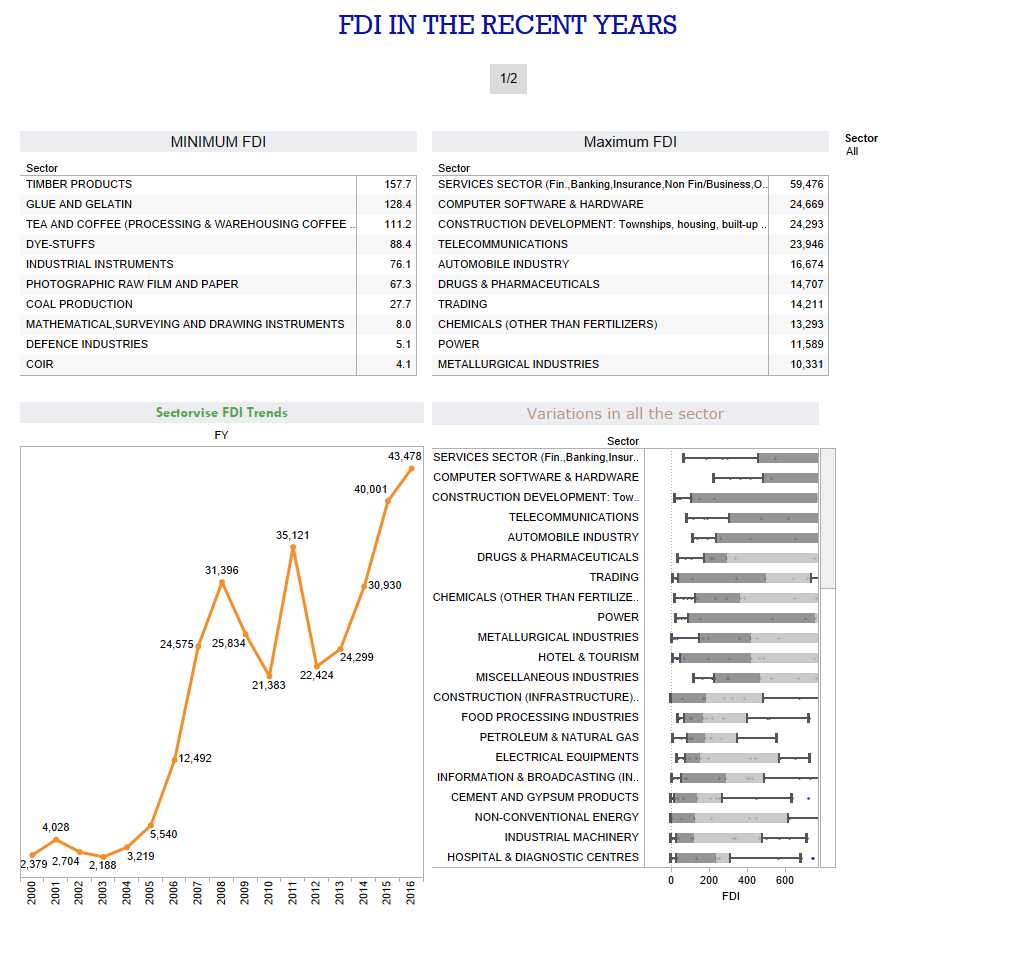 FDI IN THE RECENT YEARS
1/2
MINIMUM FDI
Sector
TIMBER PRODUCTS 157.7
GLUE AND GELATIN 128.4
TEA AND COFFEE (PROCESSING & WAREHOUSING COFFEE .. 111.2
DYE-STUFFS 88.4
INDUSTRIAL INSTRUMENTS 76.1
PHOTOGRAPHIC RAW FILM AND PAPER 67.3
COAL PRODUCTION 27.7
MATHEMATICAL,SURVEYING AND DRAWING INSTRUMENTS 8.0
DEFENCE INDUSTRIES 5.1
COIR 4.1
Maximum FDI
Sector
SERVICES SECTOR (Fin.,Banking,Insurance,Non Fin/Business,O.. 59,476
COMPUTER SOFTWARE & HARDWARE 24,669
CONSTRUCTION DEVELOPMENT: Townships, housing, built-up .. 24,293
TELECOMMUNICATIONS 23,946
AUTOMOBILE INDUSTRY 16,674
DRUGS & PHARMACEUTICALS 14,707
TRADING 14,211
CHEMICALS (OTHER THAN FERTILIZERS) 13,293
POWER 11,589
METALLURGICAL INDUSTRIES 10,331
Sector
All
Sectorvise FDI Trends
FY
43,478
40,001
35,121
31,396
30,930
24,575
25,834
24,299
22,424
21,383
12,492
5,540
4,028
3,219
2,379
2,704
2,188
2000 2001 2002 2003 2004 2005 2006 2007 2008 2009 2010 2011 2012 2013 2014 2015 2016
Variations in all the sector
Sector
SERVICES SECTOR (Fin.,Banking,Insur..
COMPUTER SOFTWARE & HARDWARE
CONSTRUCTION DEVELOPMENT: Tow..
TELECOMMUNICATIONS
AUTOMOBILE INDUSTRY
DRUGS & PHARMACEUTICALS
TRADING
CHEMICALS (OTHER THAN FERTILIZE..
POWER
METALLURGICAL INDUSTRIES
HOTEL & TOURISM
MISCELLANEOUS INDUSTRIES
CONSTRUCTION (INFRASTRUCTURE)..
FOOD PROCESSING INDUSTRIES
PETROLEUM & NATURAL GAS
ELECTRICAL EQUIPMENTS
INFORMATION & BROADCASTING (IN..
CEMENT AND GYPSUM PRODUCTS
NON-CONVENTIONAL ENERGY
INDUSTRIAL MACHINERY
HOSPITAL & DIAGNOSTIC CENTRES
0 200 400 600
FDI